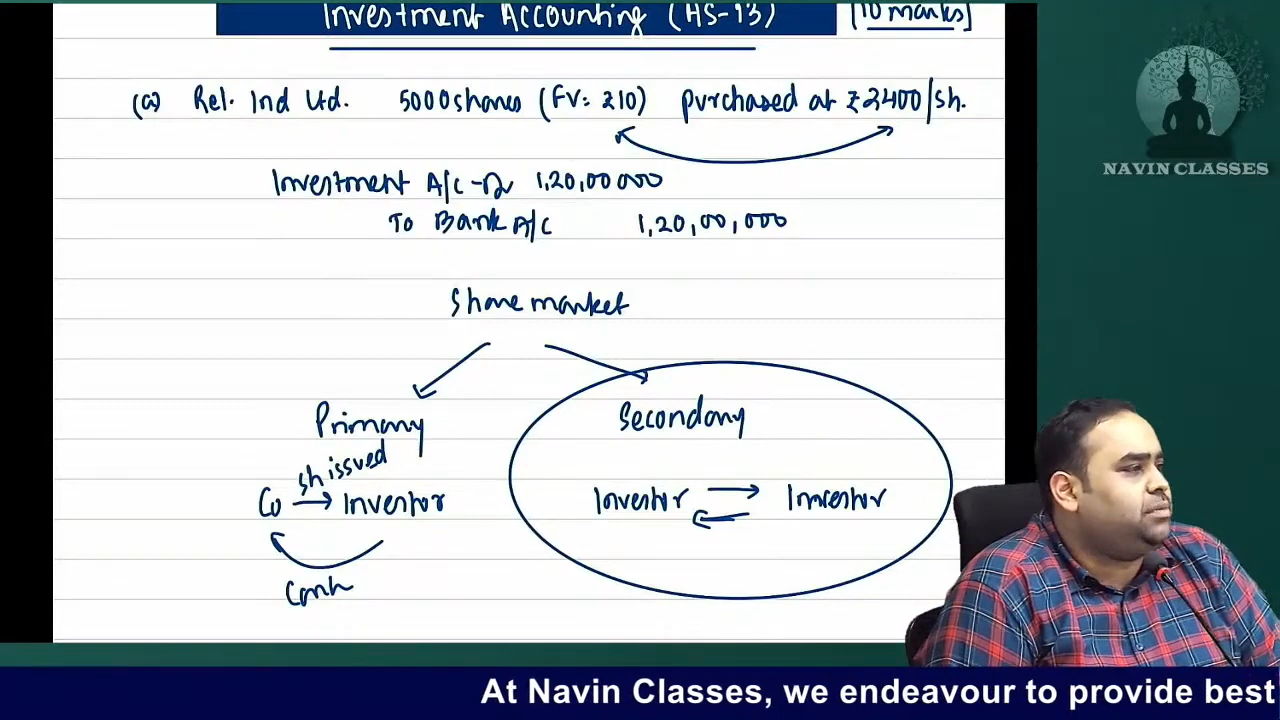 Investment Accounting (AS-13) [10 marks]
(a) Rel. Ind Ltd. 5000 shares (FV: ₹10) purchased at ₹2400/sh.
Investment A/c -Dr 1,20,00000
To Bank A/c 1,20,00,000
Share market
Primary
Secondary
sh issued
Co → Investor
Investor Investor
Cash
NAVIN CLASSES
At Navin Classes, we endeavour to provide best